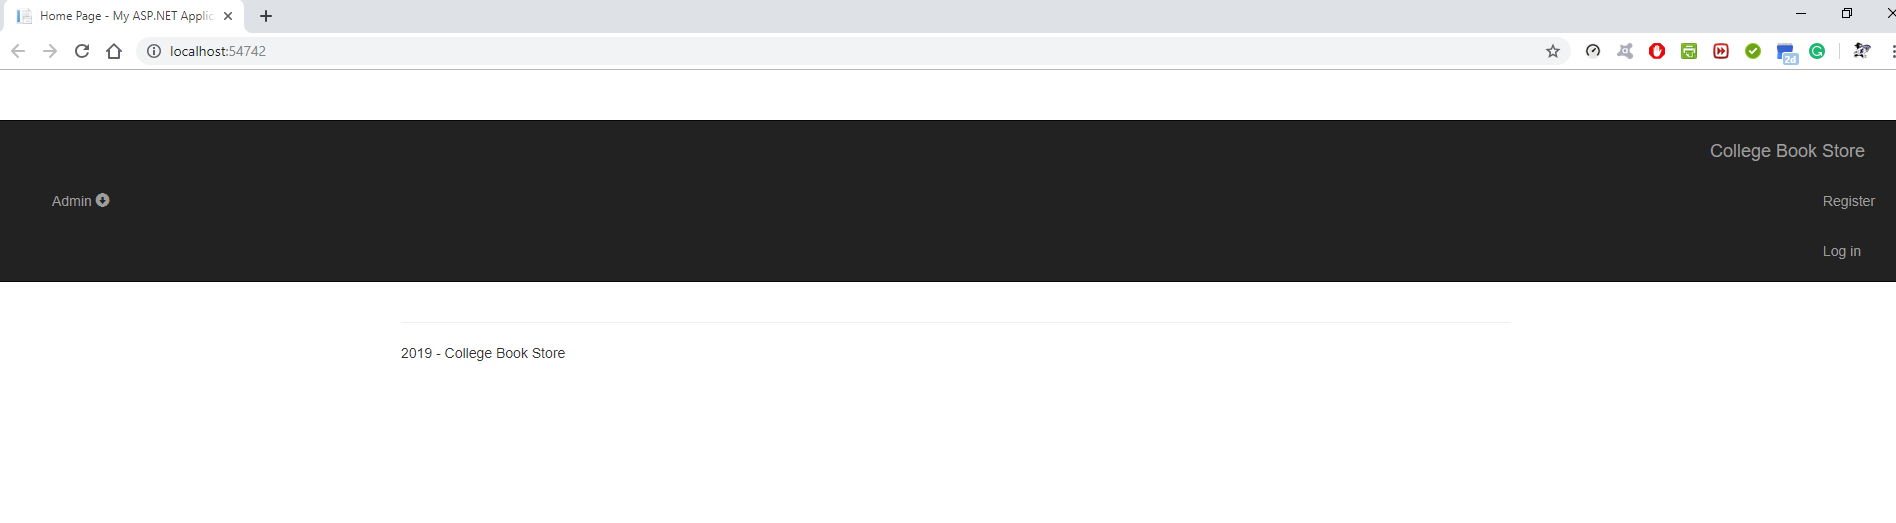 Home Page - My ASP.NET Applic
localhost:54742
2d
College Book Store
Admin
Register
Log in
2019 - College Book Store